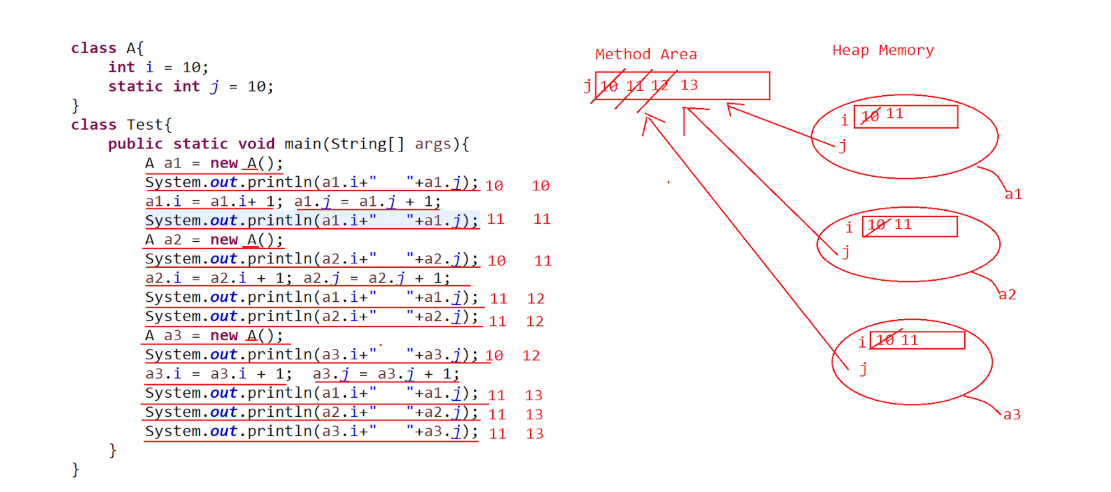 class A{
int i = 10;
static int j = 10;
}
class Test{
public static void main(String[] args){
A a1 = new A();
System.out.println(a1.i+"   "+a1.j); 10 10
a1.i = a1.i+ 1; a1.j = a1.j + 1;
System.out.println(a1.i+"   "+a1.j); 11 11
A a2 = new A();
System.out.println(a2.i+"   "+a2.j); 10 11
a2.i = a2.i + 1; a2.j = a2.j + 1;
System.out.println(a1.i+"   "+a1.j); 11 12
System.out.println(a2.i+"   "+a2.j); 11 12
A a3 = new A();
System.out.println(a3.i+"   "+a3.j); 10 12
a3.i = a3.i + 1;  a3.j = a3.j + 1;
System.out.println(a1.i+"   "+a1.j); 11 13
System.out.println(a2.i+"   "+a2.j); 11 13
System.out.println(a3.i+"   "+a3.j); 11 13
}
}
Method Area
j 10 11 12 13
Heap Memory
i 10 11
j
a1
i 10 11
j
a2
i 10 11
j
a3